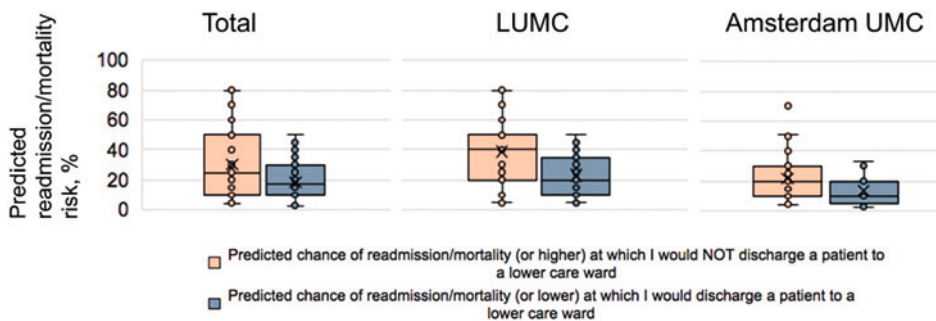 Total
LUMC
Amsterdam UMC
Predicted
readmission/mortality
risk, %
100
80
60
40
20
0
Predicted chance of readmission/mortality (or higher) at which I would NOT discharge a patient to
a lower care ward
Predicted chance of readmission/mortality (or lower) at which I would discharge a patient to a
lower care ward